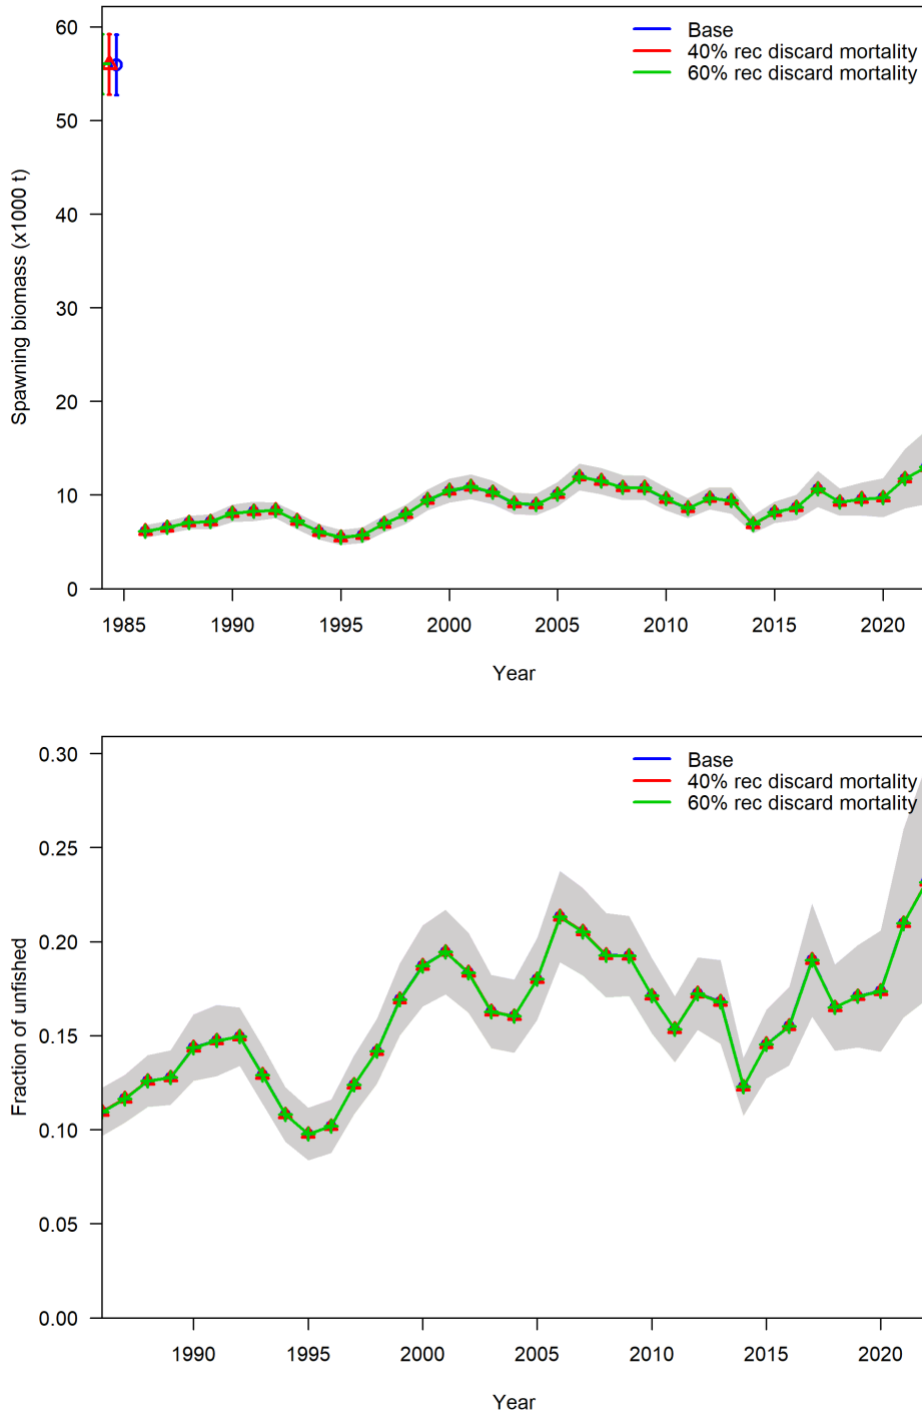 60
50
40
30
20
10
0
Spawning biomass (x1000 t)
Base
40% rec discard mortality
60% rec discard mortality
1985 1990 1995 2000 2005 2010 2015 2020
Year
0.30
0.25
0.20
0.15
0.10
0.05
0.00
Fraction of unfished
Base
40% rec discard mortality
60% rec discard mortality
1990 1995 2000 2005 2010 2015 2020
Year